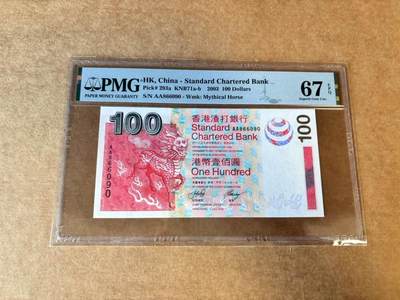 PMG
PAPER MONEY GUARANTY
HK, China - Standard Chartered Bank
Pick# 293a KNB71a-b 2003 100 Dollars
S/N AA866090 - Wmk: Mythical Horse
67 EPQ
Superb Gem Unc
100
香港渣打銀行
Standard
Chartered Bank
AA866090
港幣壹佰圓
One Hundred
AA866090
100